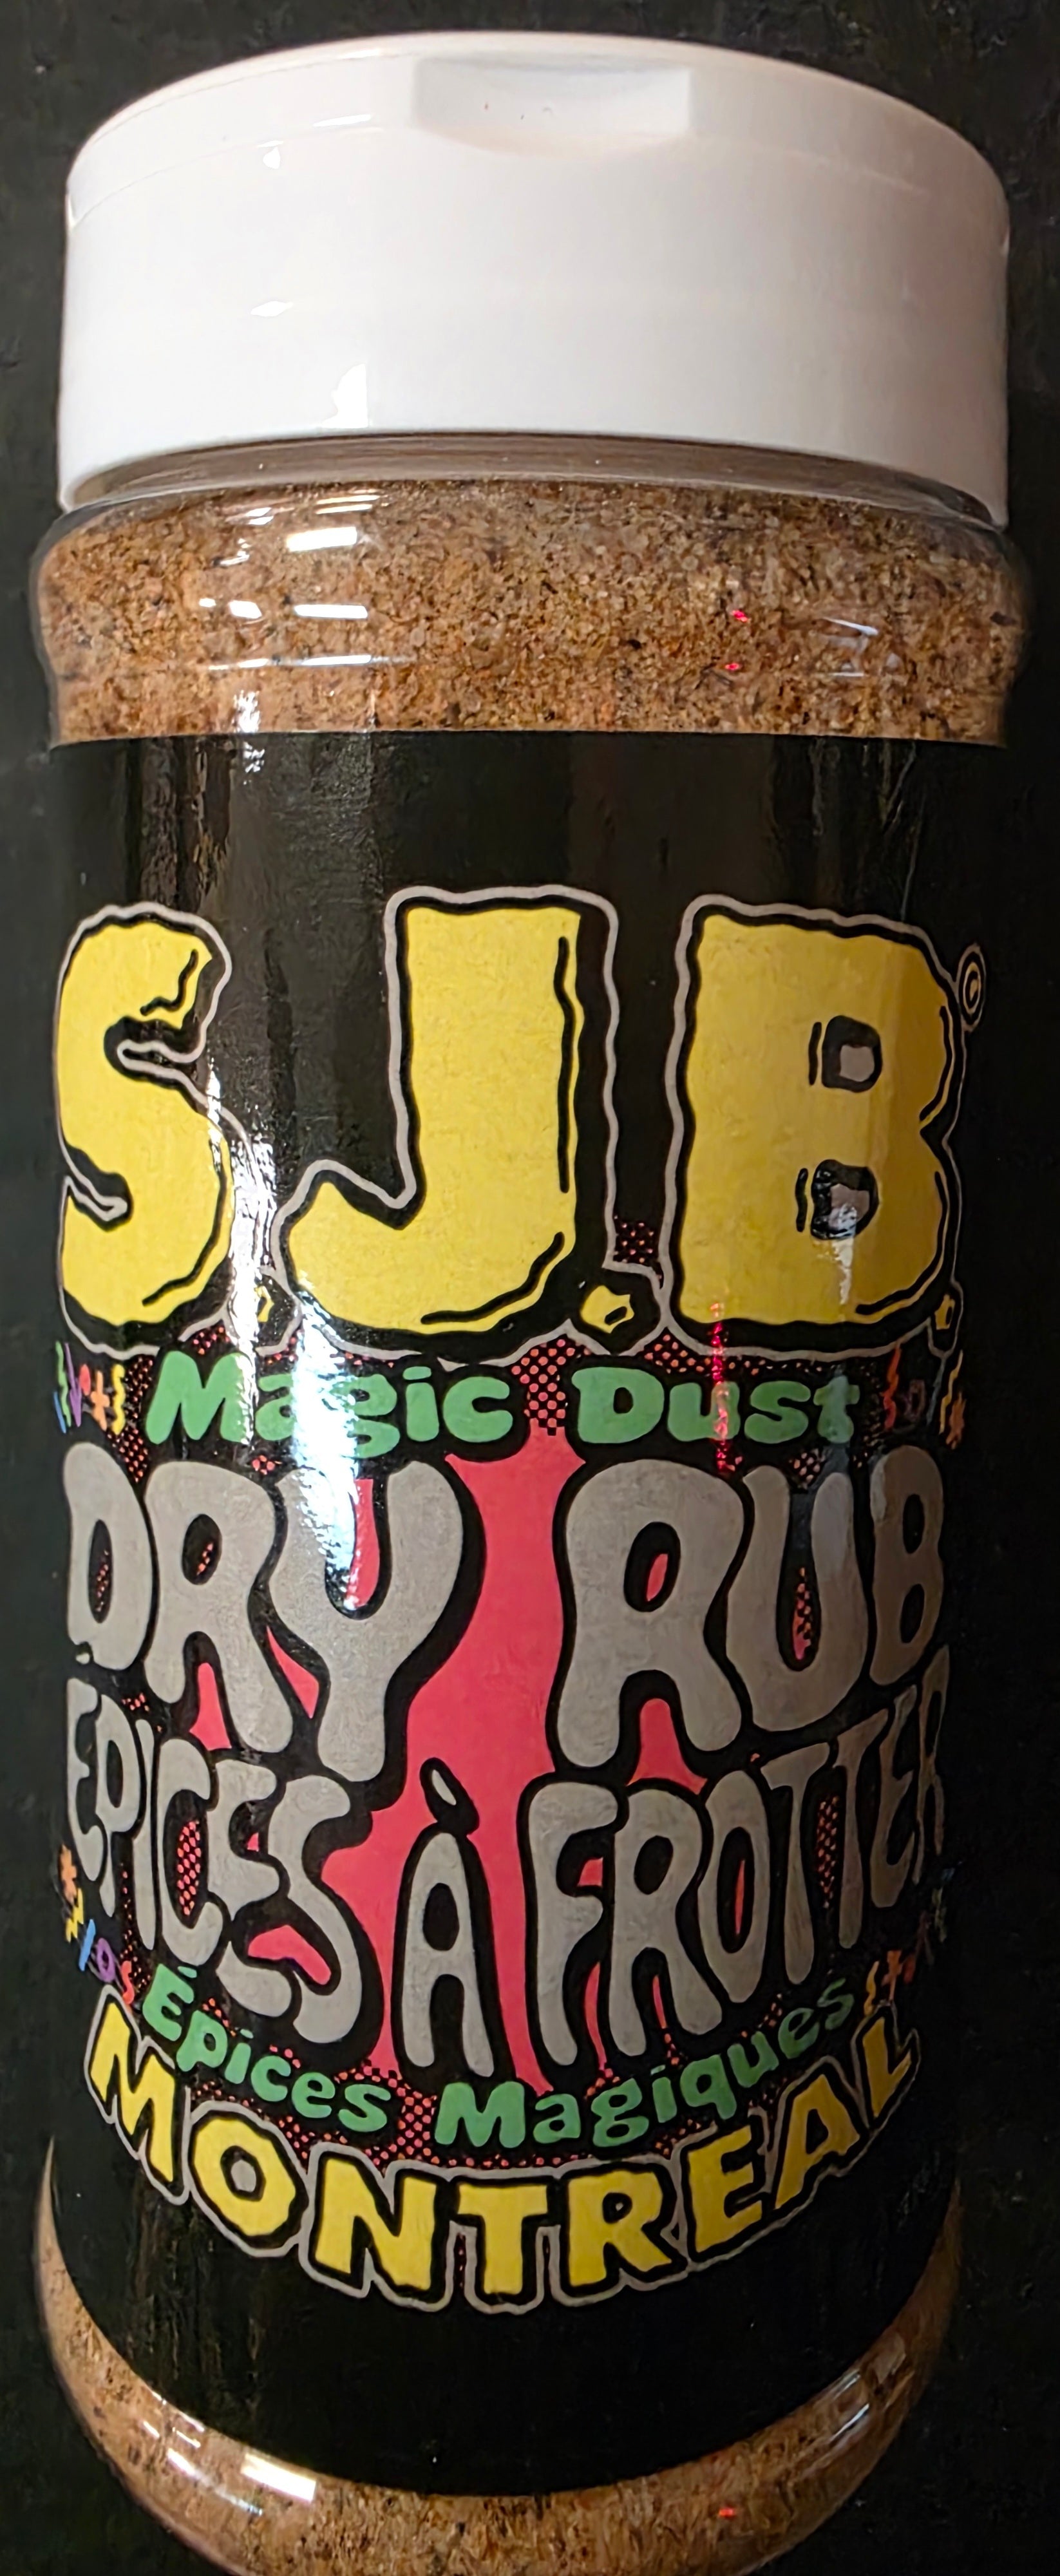 S.J.B.©
Magic Dust
DRY RUB
ÉPICES À FROTTER
Épices Magiques
MONTREAL